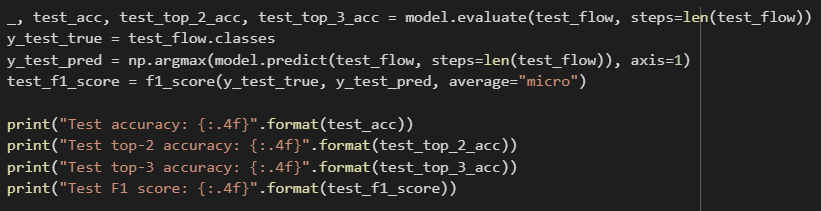 _, test_acc, test_top_2_acc, test_top_3_acc = model.evaluate(test_flow, steps=len(test_flow))
y_test_true = test_flow.classes
y_test_pred = np.argmax(model.predict(test_flow, steps=len(test_flow)), axis=1)
test_f1_score = f1_score(y_test_true, y_test_pred, average="micro")

print("Test accuracy: {:.4f}".format(test_acc))
print("Test top-2 accuracy: {:.4f}".format(test_top_2_acc))
print("Test top-3 accuracy: {:.4f}".format(test_top_3_acc))
print("Test F1 score: {:.4f}".format(test_f1_score))